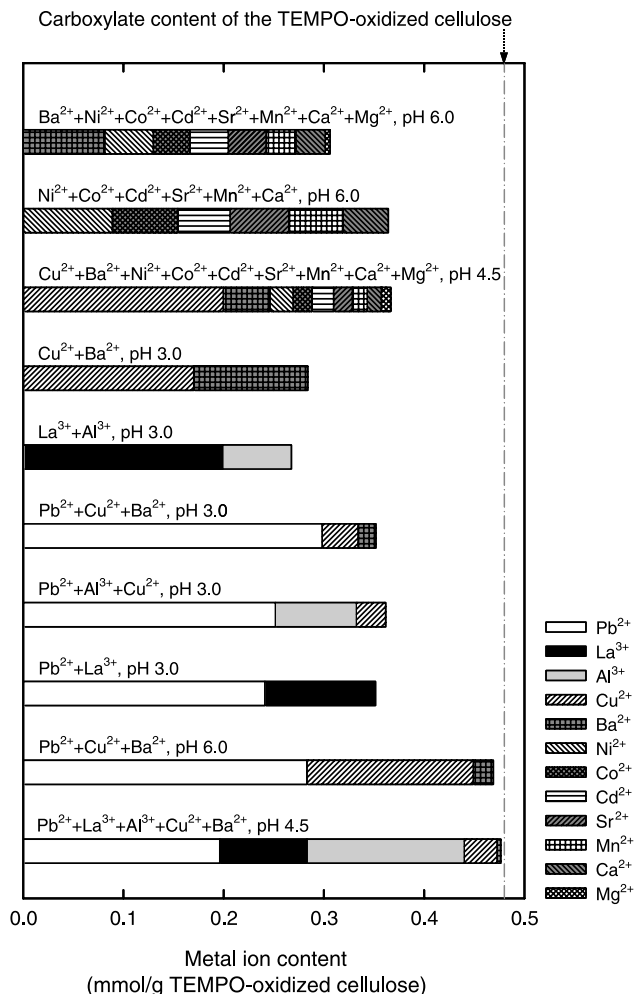 Carboxylate content of the TEMPO-oxidized cellulose
Ba²⁺+Ni²⁺+Co²⁺+Cd²⁺+Sr²⁺+Mn²⁺+Ca²⁺+Mg²⁺, pH 6.0
Ni²⁺+Co²⁺+Cd²⁺+Sr²⁺+Mn²⁺+Ca²⁺, pH 6.0
Cu²⁺+Ba²⁺+Ni²⁺+Co²⁺+Cd²⁺+Sr²⁺+Mn²⁺+Ca²⁺+Mg²⁺, pH 4.5
Cu²⁺+Ba²⁺, pH 3.0
La³⁺+Al³⁺, pH 3.0
Pb²⁺+Cu²⁺+Ba²⁺, pH 3.0
Pb²⁺+Al³⁺+Cu²⁺, pH 3.0
Pb²⁺+La³⁺, pH 3.0
Pb²⁺+Cu²⁺+Ba²⁺, pH 6.0
Pb²⁺+La³⁺+Al³⁺+Cu²⁺+Ba²⁺, pH 4.5
Pb²⁺
La³⁺
Al³⁺
Cu²⁺
Ba²⁺
Ni²⁺
Co²⁺
Cd²⁺
Sr²⁺
Mn²⁺
Ca²⁺
Mg²⁺
0.0 0.1 0.2 0.3 0.4 0.5
Metal ion content
(mmol/g TEMPO-oxidized cellulose)